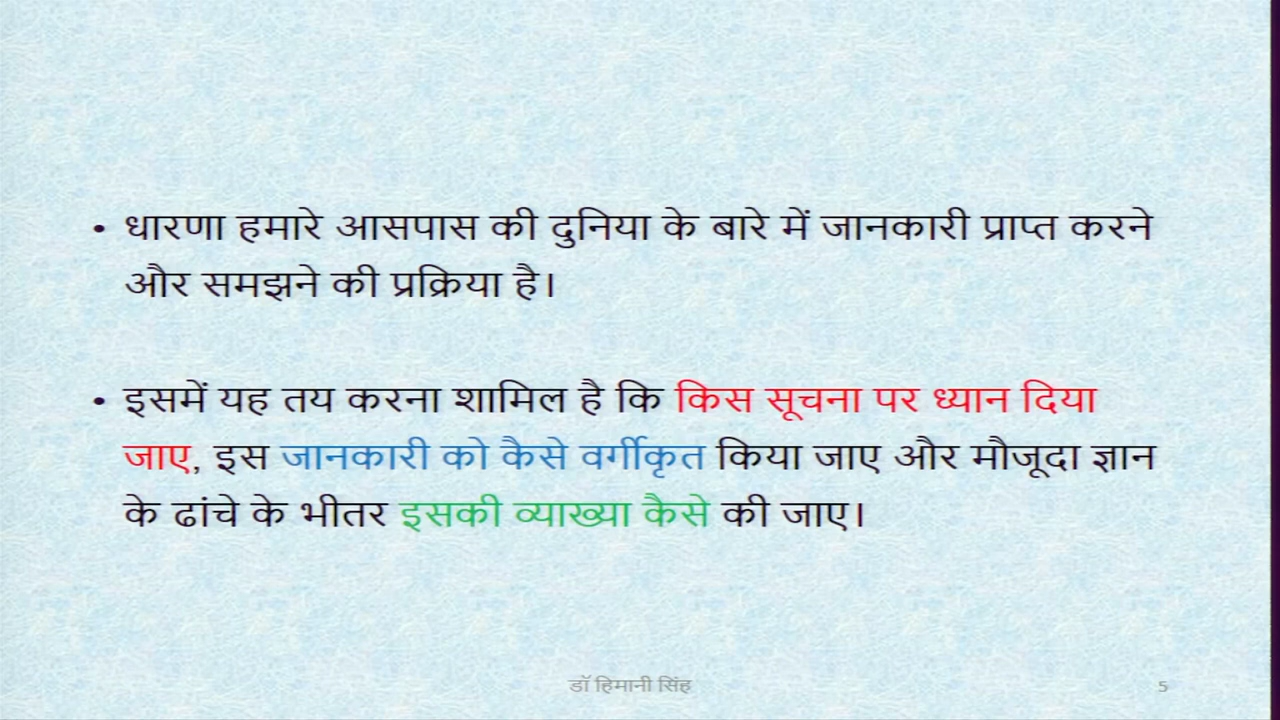 • धारणा हमारे आसपास की दुनिया के बारे में जानकारी प्राप्त करने
और समझने की प्रक्रिया है।
• इसमें यह तय करना शामिल है कि किस सूचना पर ध्यान दिया
जाए, इस जानकारी को कैसे वर्गीकृत किया जाए और मौजूदा ज्ञान
के ढांचे के भीतर इसकी व्याख्या कैसे की जाए।
डॉ हिमानी सिंह
5